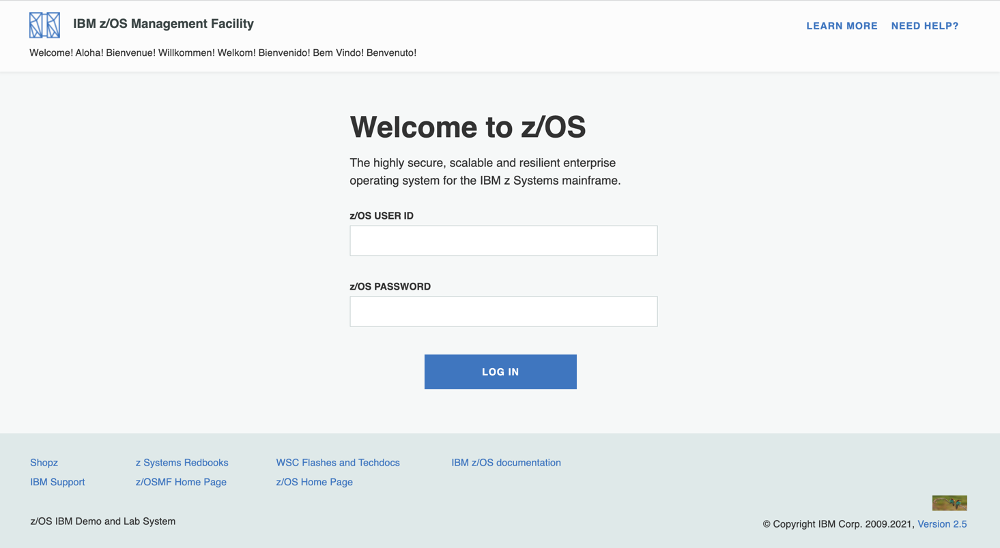 IBM z/OS Management Facility
LEARN MORE NEED HELP?
Welcome! Aloha! Bienvenue! Willkommen! Welkom! Bienvenido! Bem Vindo! Benvenuto!
Welcome to z/OS
The highly secure, scalable and resilient enterprise
operating system for the IBM z Systems mainframe.
z/OS USER ID
z/OS PASSWORD
LOG IN
Shopz z Systems Redbooks WSC Flashes and Techdocs IBM z/OS documentation
IBM Support z/OSMF Home Page z/OS Home Page
z/OS IBM Demo and Lab System
© Copyright IBM Corp. 2009.2021, Version 2.5